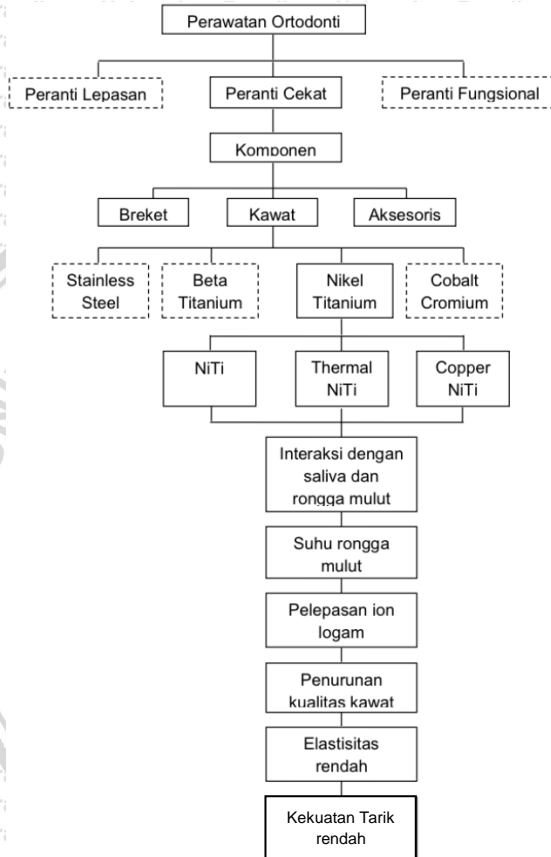 Perawatan Ortodonti
Peranti Lepasan
Peranti Cekat
Peranti Fungsional
Komponen
Breket
Kawat
Aksesoris
Stainless
Steel
Beta
Titanium
Nikel
Titanium
Cobalt
Cromium
NiTi
Thermal
NiTi
Copper
NiTi
Interaksi dengan
saliva dan
rongga mulut
Suhu rongga
mulut
Pelepasan ion
logam
Penurunan
kualitas kawat
Elastisitas
rendah
Kekuatan Tarik
rendah